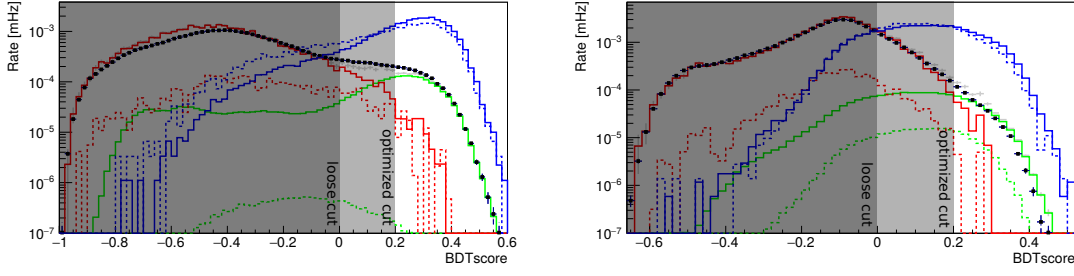 Rate [mHz]
10⁻³
10⁻⁴
10⁻⁵
10⁻⁶
10⁻⁷
loose cut
optimized cut
−1 −0.8 −0.6 −0.4 −0.2 0 0.2 0.4 0.6
BDTscore
Rate [mHz]
10⁻²
10⁻³
10⁻⁴
10⁻⁵
10⁻⁶
10⁻⁷
loose cut
optimized cut
−0.6 −0.4 −0.2 0 0.2 0.4
BDTscore